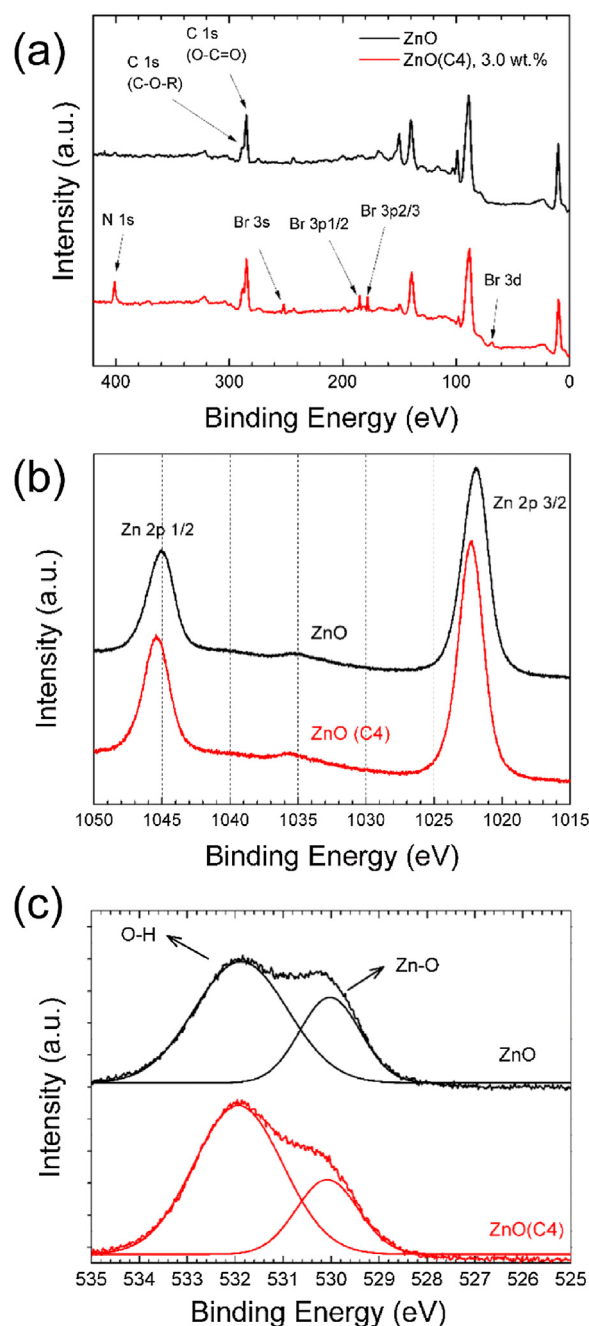 (a)
C 1s
(O-C=O)
C 1s
(C-O-R)
ZnO
ZnO(C4), 3.0 wt.%
N 1s
Br 3s
Br 3p1/2
Br 3p2/3
Br 3d
Intensity (a.u.)
400 300 200 100 0
Binding Energy (eV)
(b)
Zn 2p 1/2
Zn 2p 3/2
ZnO
ZnO (C4)
Intensity (a.u.)
1050 1045 1040 1035 1030 1025 1020 1015
Binding Energy (eV)
(c)
O-H
Zn-O
ZnO
ZnO(C4)
Intensity (a.u.)
535 534 533 532 531 530 529 528 527 526 525
Binding Energy (eV)